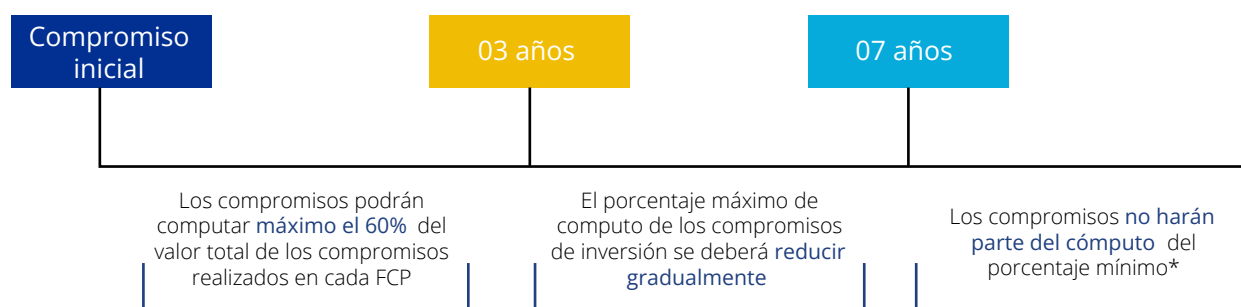 Compromiso
inicial
03 años
07 años
Los compromisos podrán
computar máximo el 60% del
valor total de los compromisos
realizados en cada FCP
El porcentaje máximo de
computo de los compromisos
de inversión se deberá reducir
gradualmente
Los compromisos no harán
parte del cómputo del
porcentaje mínimo*